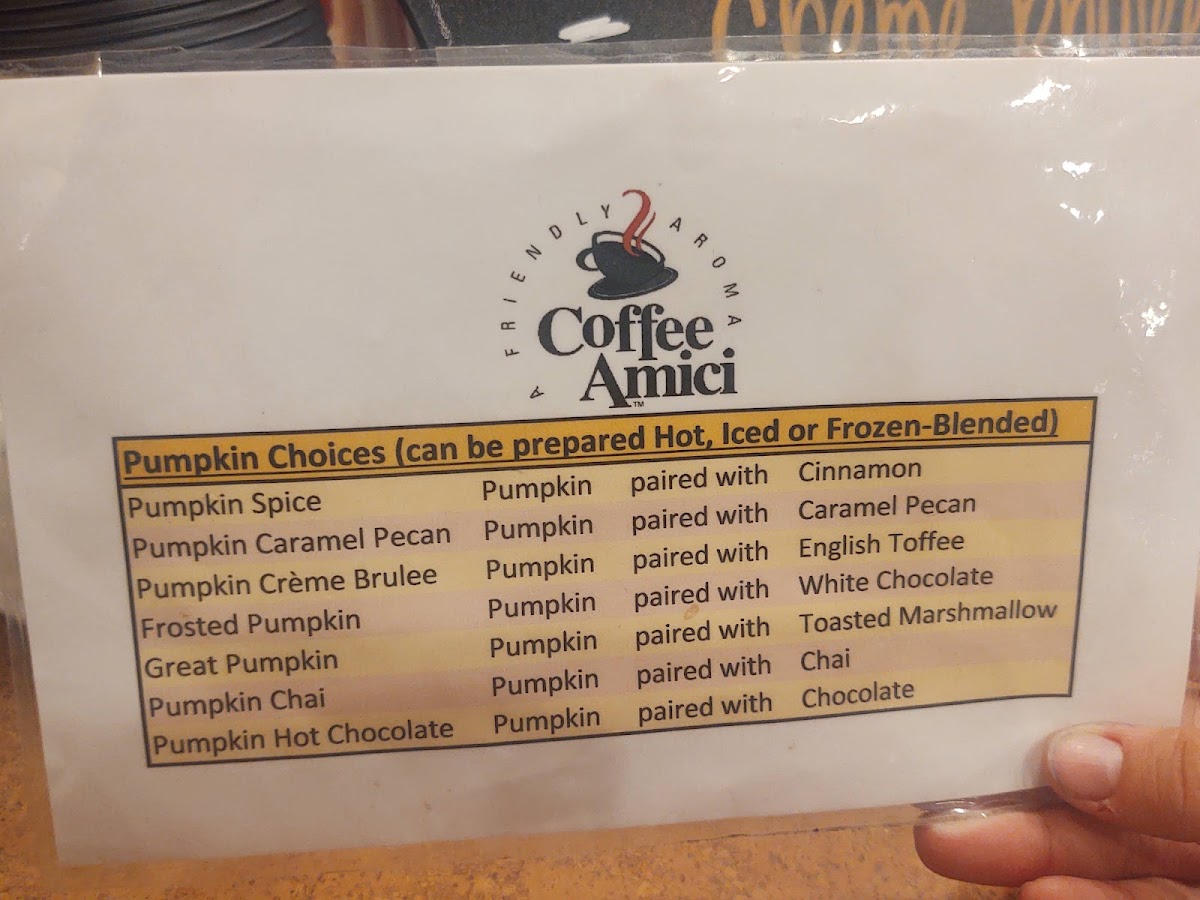 A FRIENDLY AROMA
Coffee
Amici
™
Pumpkin Choices (can be prepared Hot, Iced or Frozen-Blended)
Pumpkin Spice Pumpkin paired with Cinnamon
Pumpkin Caramel Pecan Pumpkin paired with Caramel Pecan
Pumpkin Crème Brulee Pumpkin paired with English Toffee
Frosted Pumpkin Pumpkin paired with White Chocolate
Great Pumpkin Pumpkin paired with Toasted Marshmallow
Pumpkin Chai Pumpkin paired with Chai
Pumpkin Hot Chocolate Pumpkin paired with Chocolate